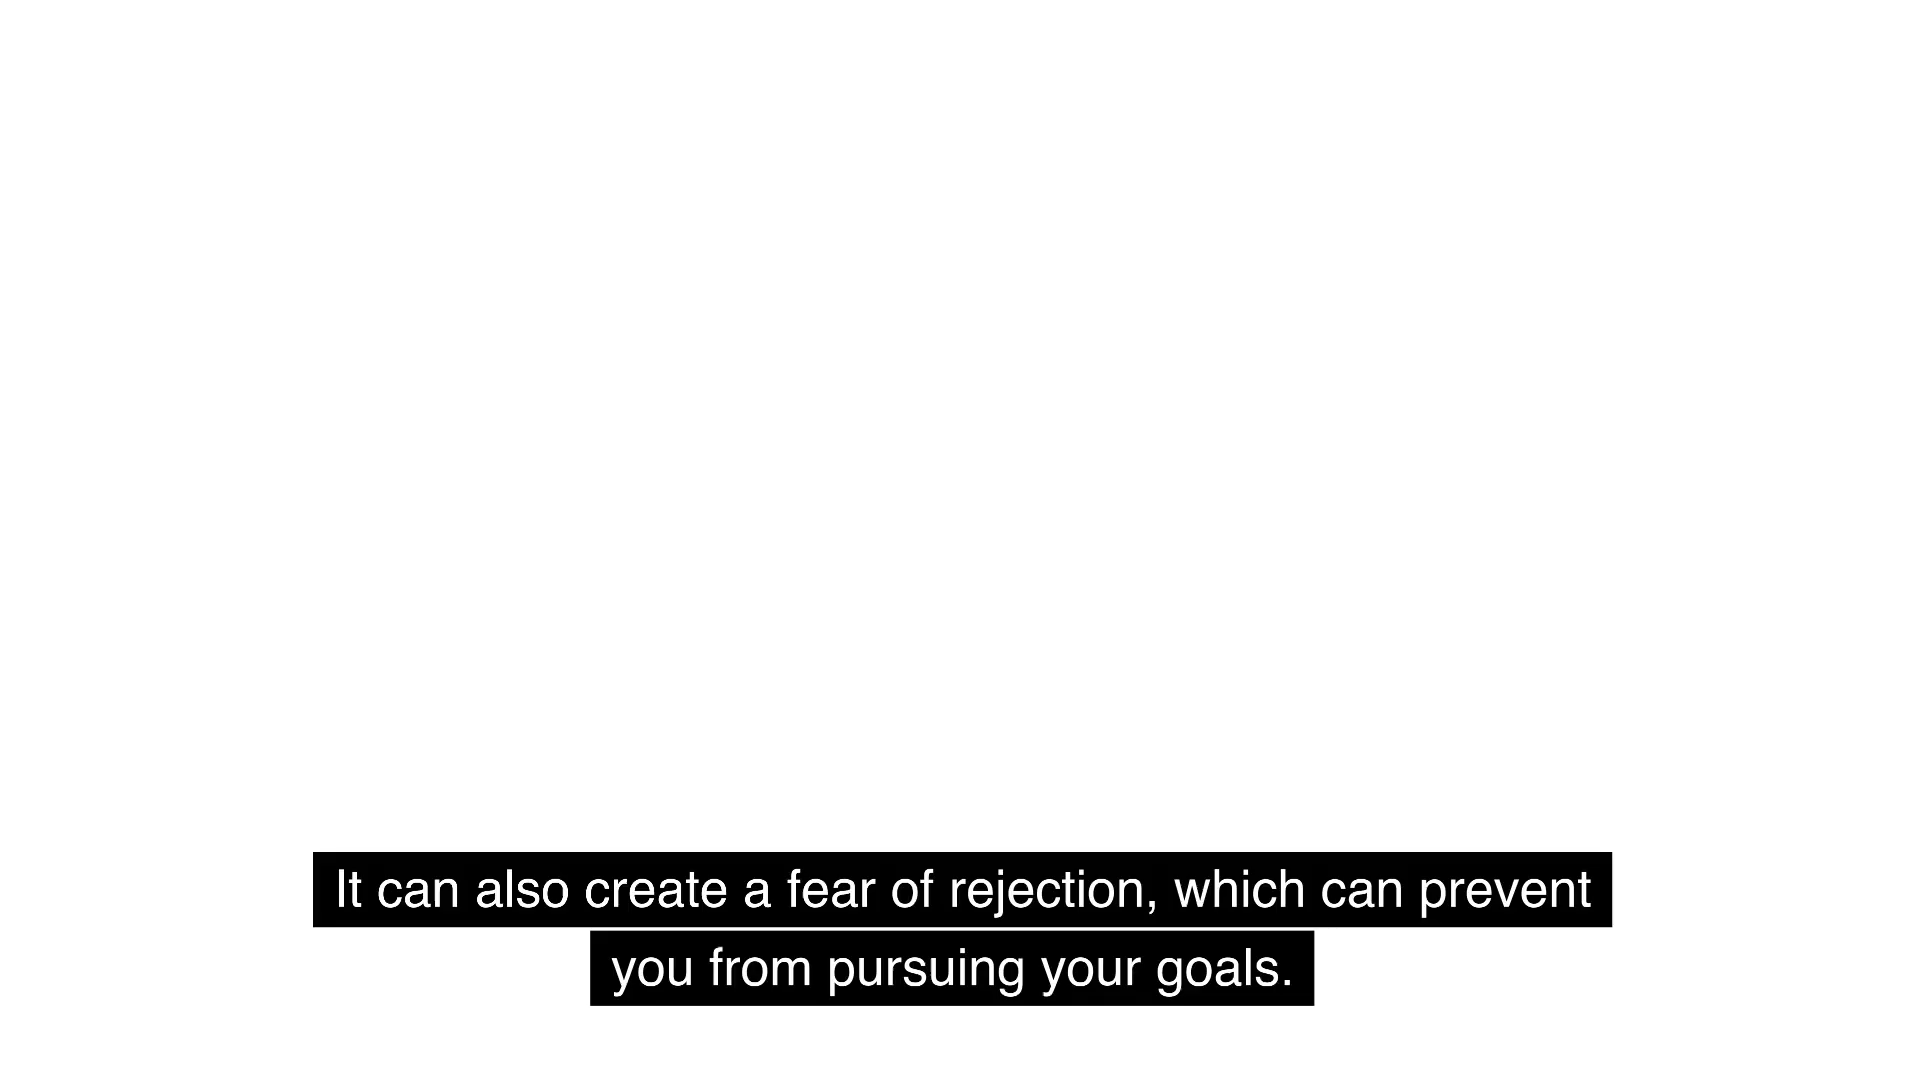 It can also create a fear of rejection, which can prevent
you from pursuing your goals.